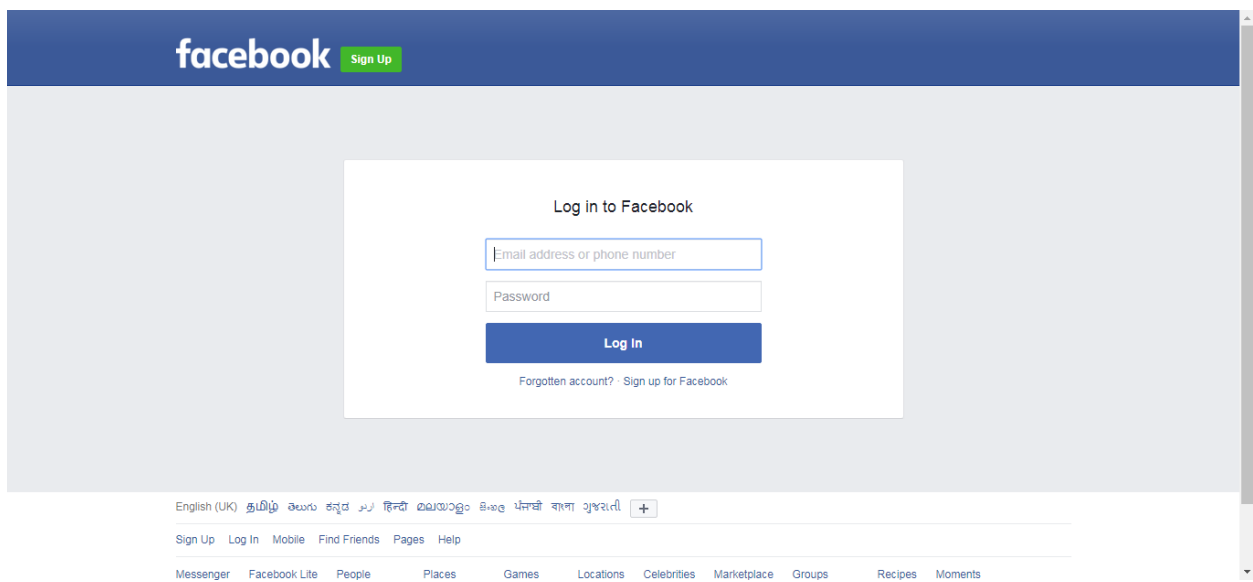 facebook Sign Up
Log in to Facebook
Email address or phone number
Password
Log In
Forgotten account? · Sign up for Facebook
English (UK) தமிழ் తెలుగు ಕನ್ನಡ اردو हिन्दी മലയാളം සිංහල ਪੰਜਾਬੀ বাংলা ગુજરાતી +
Sign Up Log In Mobile Find Friends Pages Help
Messenger Facebook Lite People Places Games Locations Celebrities Marketplace Groups Recipes Moments